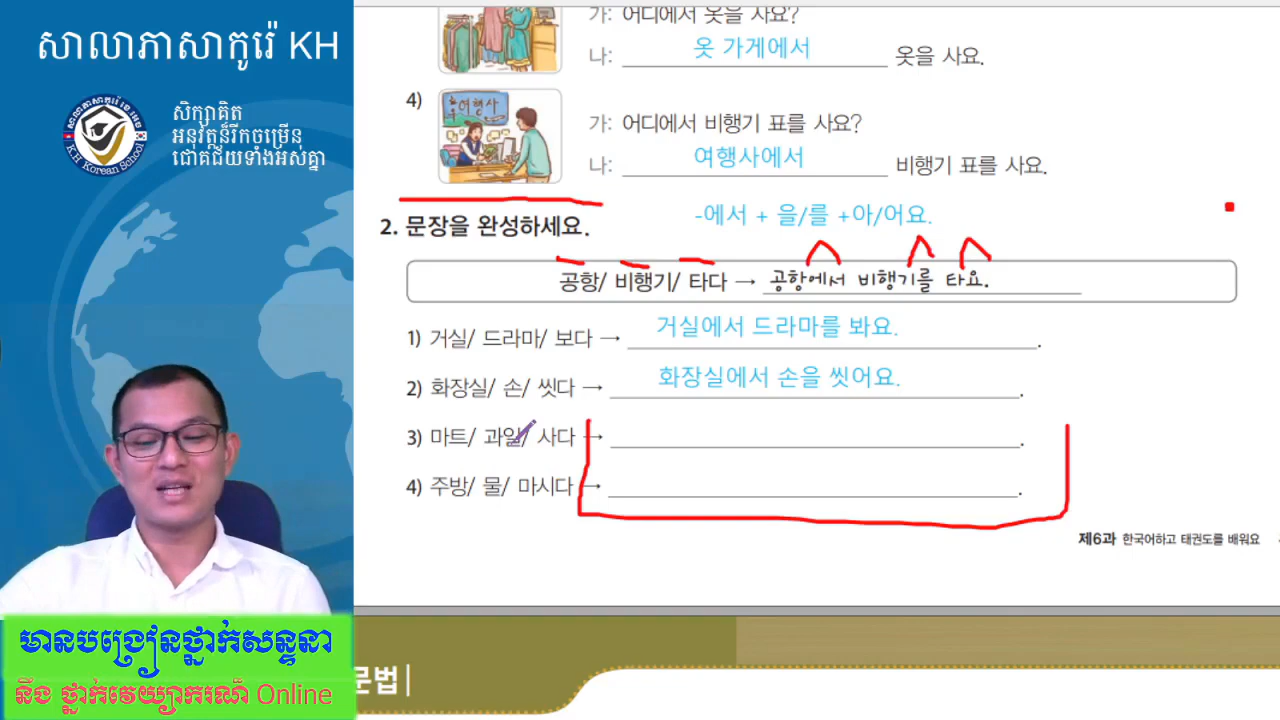 សាលាភាសាកូរ៉េ KH
សិក្សាគិត
អនុវត្តន៍រីកចម្រើន
ជោគជ័យទាំងអស់គ្នា
សាលាភាសាកូរ៉េ ខេ អេច
K.H Korean School
가: 어디에서 옷을 사요?
나: 옷 가게에서 옷을 사요.
4)
여행사
가: 어디에서 비행기 표를 사요?
나: 여행사에서 비행기 표를 사요.
2. 문장을 완성하세요.
-에서 + 을/를 +아/어요.
공항/ 비행기/ 타다 → 공항에서 비행기를 타요.
1) 거실/ 드라마/ 보다 → 거실에서 드라마를 봐요.
2) 화장실/ 손/ 씻다 → 화장실에서 손을 씻어요.
3) 마트/ 과일/ 사다 →
4) 주방/ 물/ 마시다 →
제6과 한국어하고 태권도를 배워요
문법
មានបង្រៀនថ្នាក់សន្ទនា
និង ថ្នាក់វេយ្យាករណ៍ Online